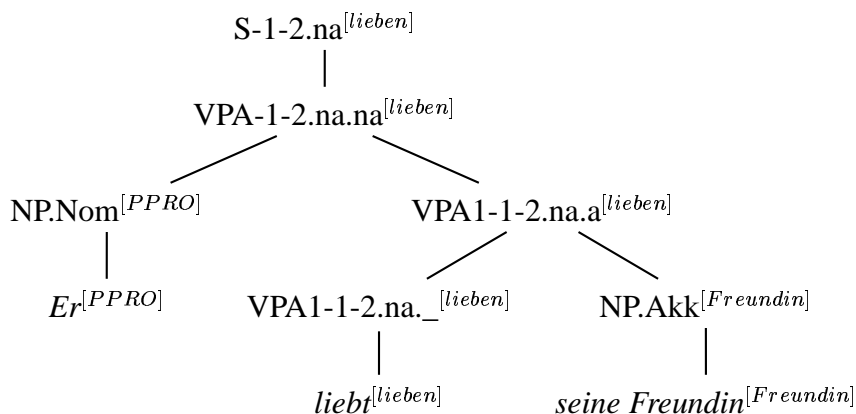 S-1-2.na[lieben]
VPA-1-2.na.na[lieben]
NP.Nom[PPRO] VPA1-1-2.na.a[lieben]
Er[PPRO] VPA1-1-2.na._[lieben] NP.Akk[Freundin]
liebt[lieben] seine Freundin[Freundin]